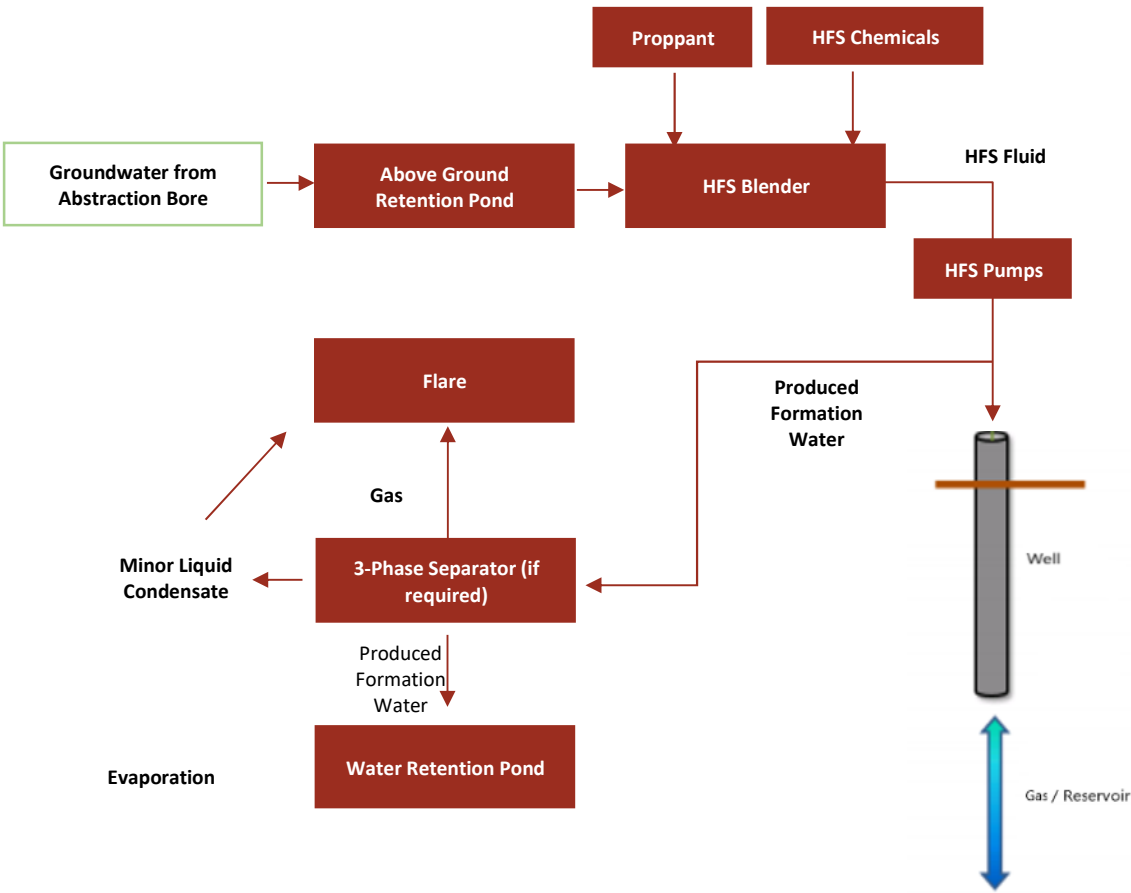 Proppant
HFS Chemicals
Groundwater from
Abstraction Bore
Above Ground
Retention Pond
HFS Blender
HFS Fluid
HFS Pumps
Flare
Produced
Formation
Water
Gas
Minor Liquid
Condensate
3-Phase Separator (if
required)
Well
Produced
Formation
Water
Evaporation
Water Retention Pond
Gas / Reservoir